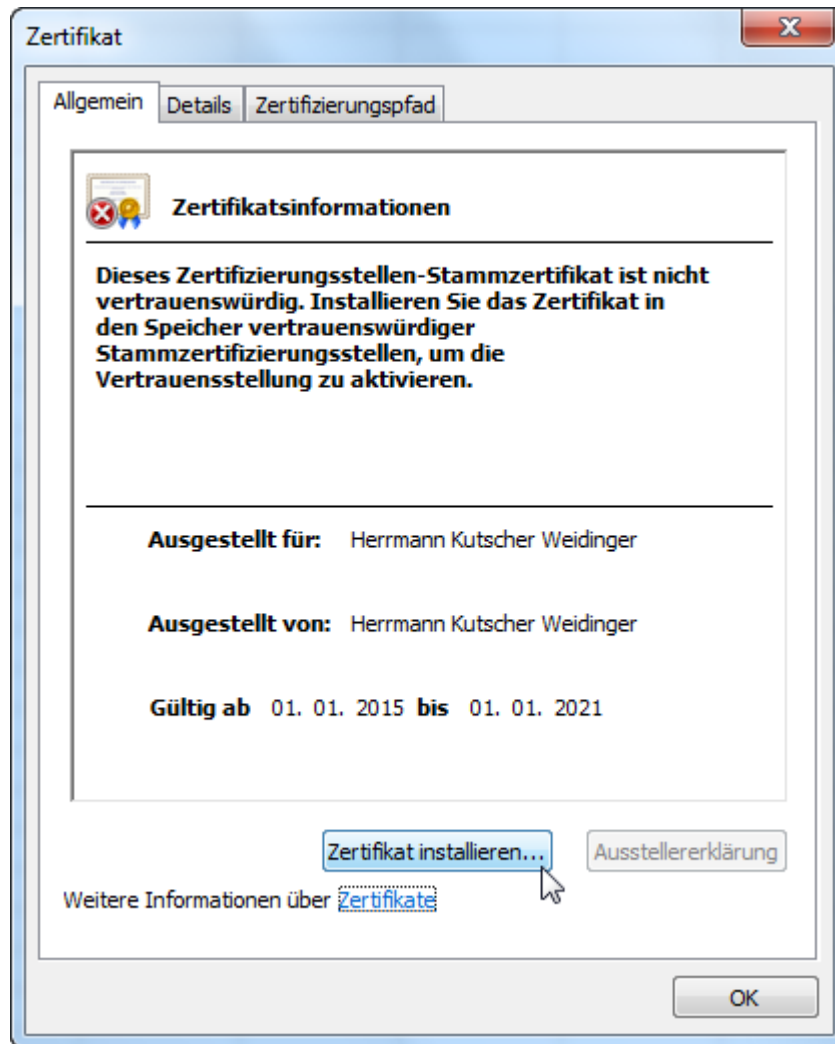 Zertifikat
Allgemein Details Zertifizierungspfad
Zertifikatsinformationen
Dieses Zertifizierungsstellen-Stammzertifikat ist nicht
vertrauenswürdig. Installieren Sie das Zertifikat in
den Speicher vertrauenswürdiger
Stammzertifizierungsstellen, um die
Vertrauensstellung zu aktivieren.
Ausgestellt für: Herrmann Kutscher Weidinger
Ausgestellt von: Herrmann Kutscher Weidinger
Gültig ab 01. 01. 2015 bis 01. 01. 2021
Zertifikat installieren... Ausstellererklärung
Weitere Informationen über Zertifikate
OK